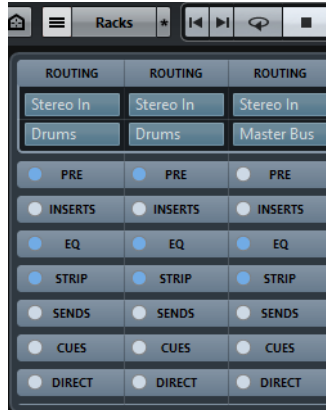 Racks *
ROUTING ROUTING ROUTING
Stereo In Stereo In Stereo In
Drums Drums Master Bus
PRE PRE PRE
INSERTS INSERTS INSERTS
EQ EQ EQ
STRIP STRIP STRIP
SENDS SENDS SENDS
CUES CUES CUES
DIRECT DIRECT DIRECT